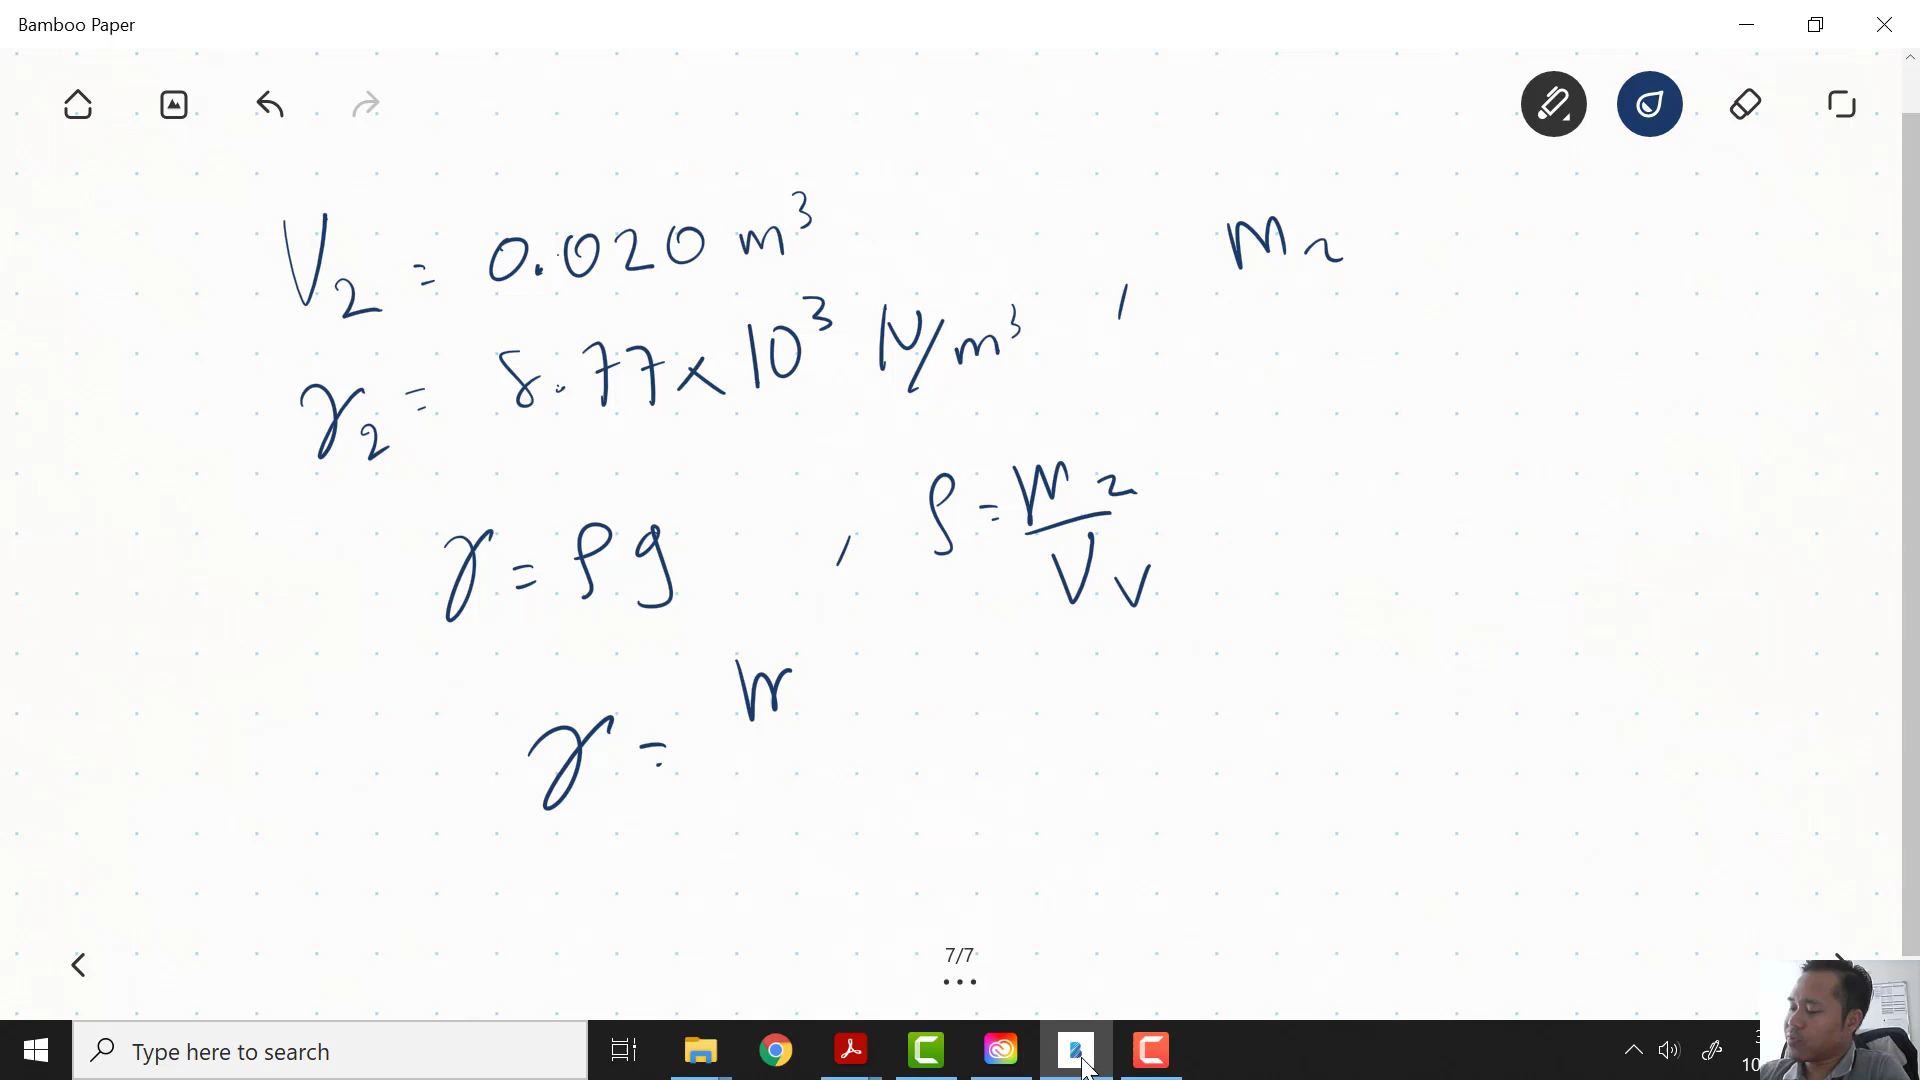 Bamboo Paper
V₂ = 0.020 m³
γ₂ = 8.77 × 10³ N/m³ , m₂
γ = ρg , ρ = m₂/Vᵥ
γ = m
7/7
Type here to search